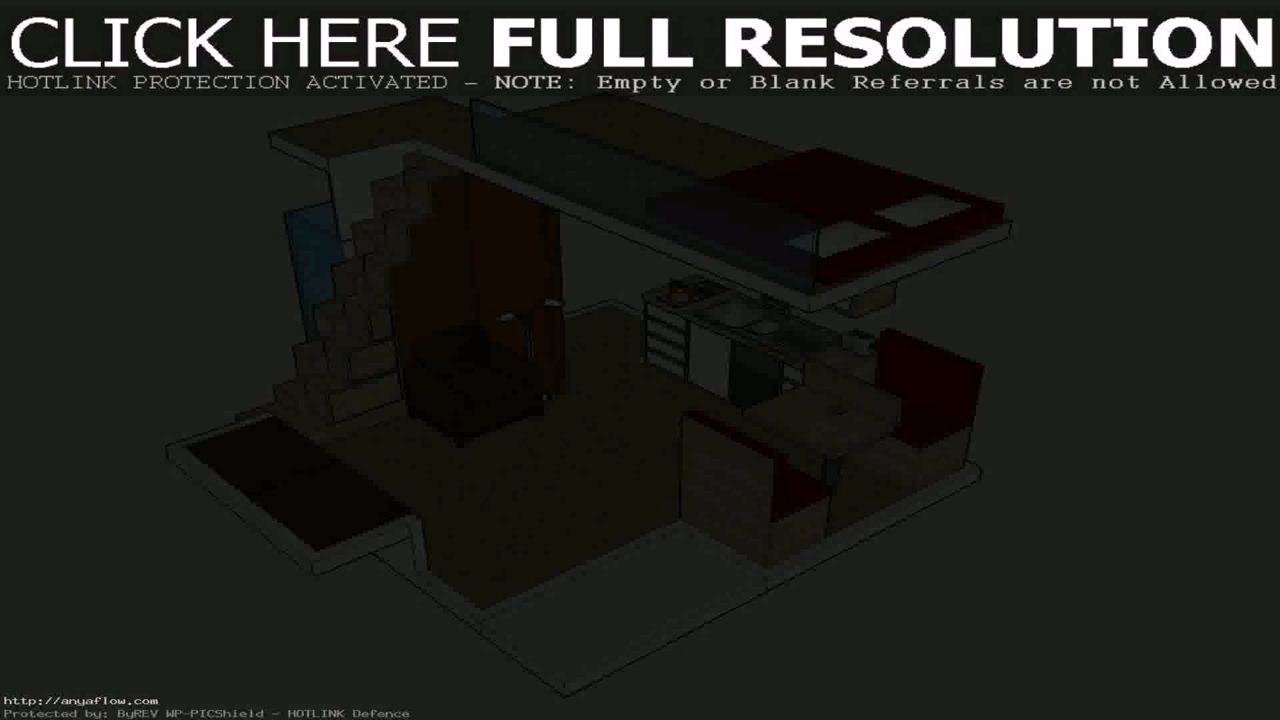 CLICK HERE FULL RESOLUTION
HOTLINK PROTECTION ACTIVATED – NOTE: Empty or Blank Referrals are not Allowed
http://anyaflow.com
Protected by: ByREV WP-PICShield – HOTLINK Defence